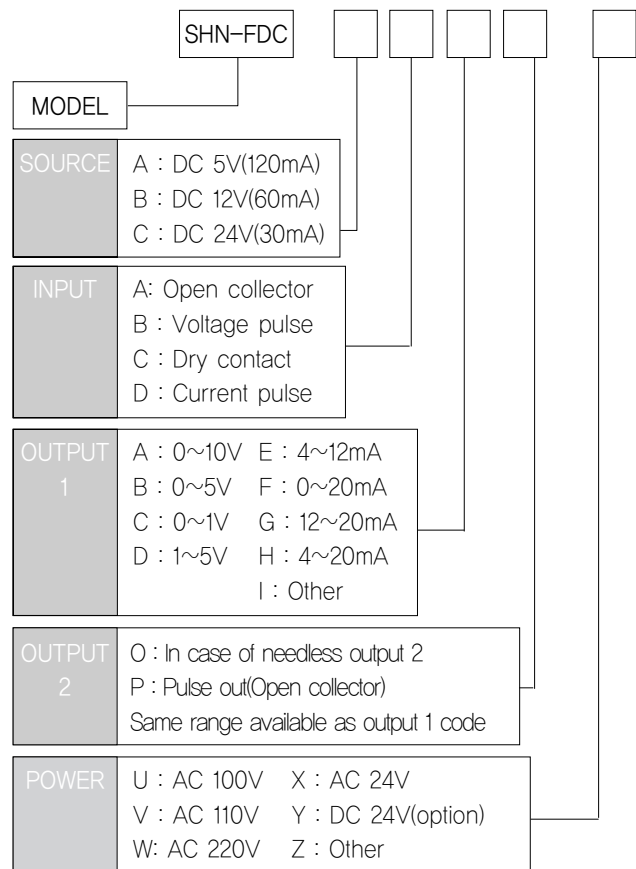 SHN-FDC
MODEL
SOURCE
A : DC 5V(120mA)
B : DC 12V(60mA)
C : DC 24V(30mA)
INPUT
A: Open collector
B : Voltage pulse
C : Dry contact
D : Current pulse
OUTPUT 1
A : 0~10V E : 4~12mA
B : 0~5V F : 0~20mA
C : 0~1V G : 12~20mA
D : 1~5V H : 4~20mA
I : Other
OUTPUT 2
O : In case of needless output 2
P : Pulse out(Open collector)
Same range available as output 1 code
POWER
U : AC 100V X : AC 24V
V : AC 110V Y : DC 24V(option)
W: AC 220V Z : Other